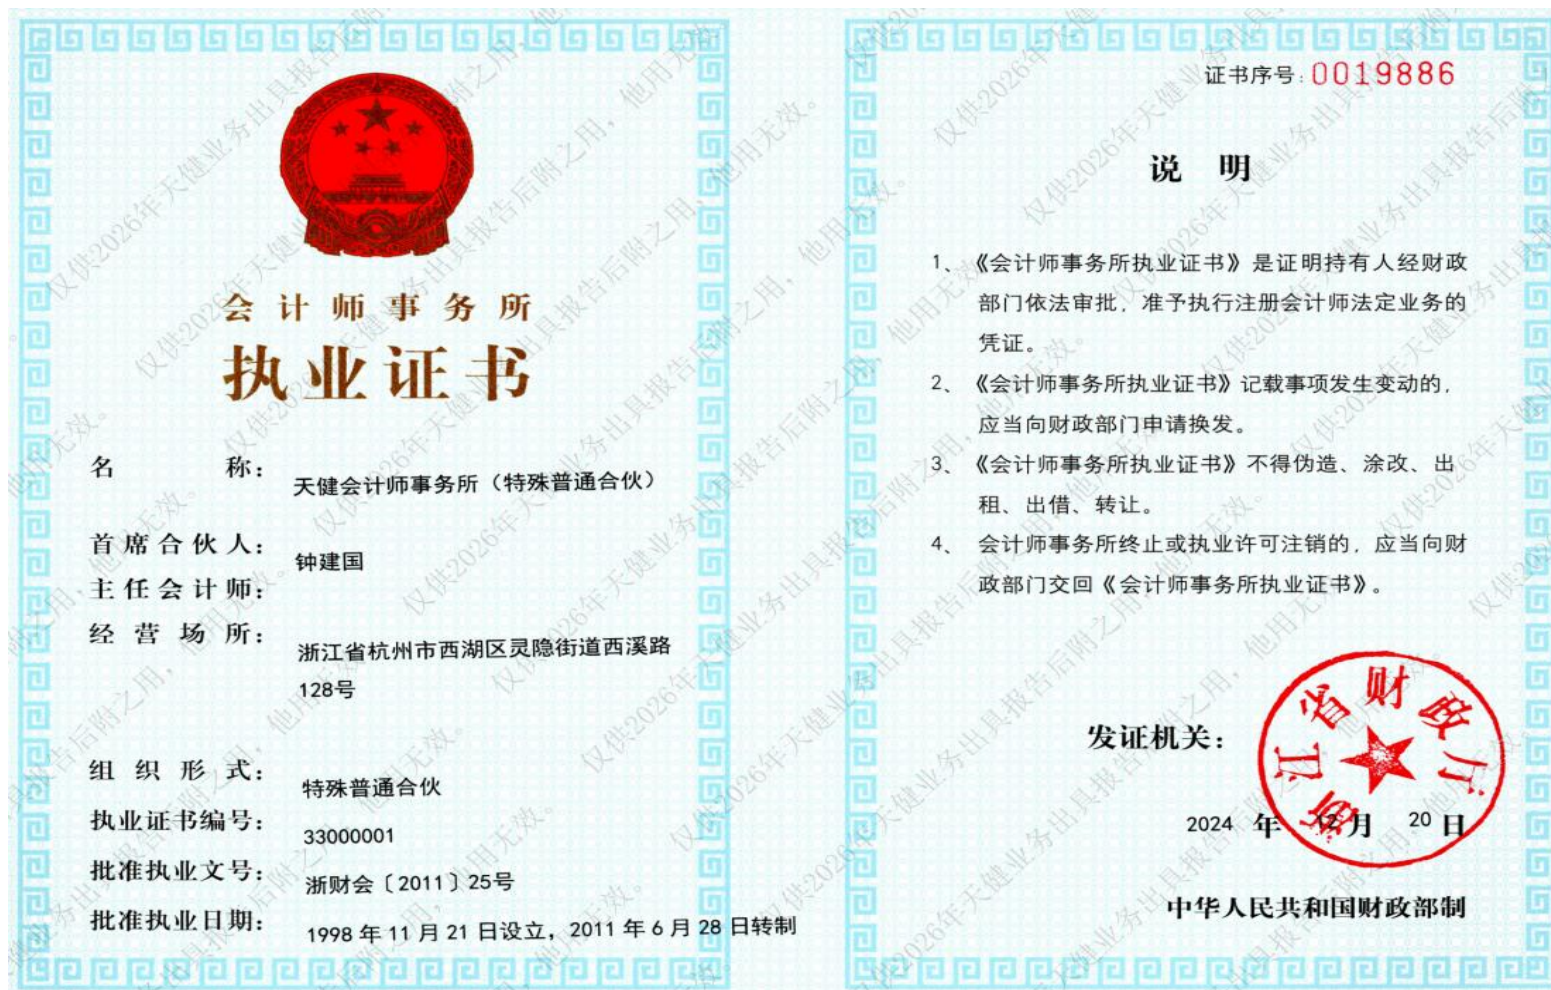 会计师事务所
执业证书
名称：
天健会计师事务所（特殊普通合伙）
首席合伙人：
钟建国
主任会计师：
经营场所：
浙江省杭州市西湖区灵隐街道西溪路
128号
组织形式：
特殊普通合伙
执业证书编号：
33000001
批准执业文号：
浙财会〔2011〕25号
批准执业日期：
1998年11月21日设立，2011年6月28日转制
证书序号：0019886
说 明
1、《会计师事务所执业证书》是证明持有人经财政
部门依法审批，准予执行注册会计师法定业务的
凭证。
2、《会计师事务所执业证书》记载事项发生变动的，
应当向财政部门申请换发。
3、《会计师事务所执业证书》不得伪造、涂改、出
租、出借、转让。
4、会计师事务所终止或执业许可注销的，应当向财
政部门交回《会计师事务所执业证书》。
发证机关：
浙江省财政厅
2024年12月20日
中华人民共和国财政部制
仅供2026年天健业务出具报告后附之用，他用无效。